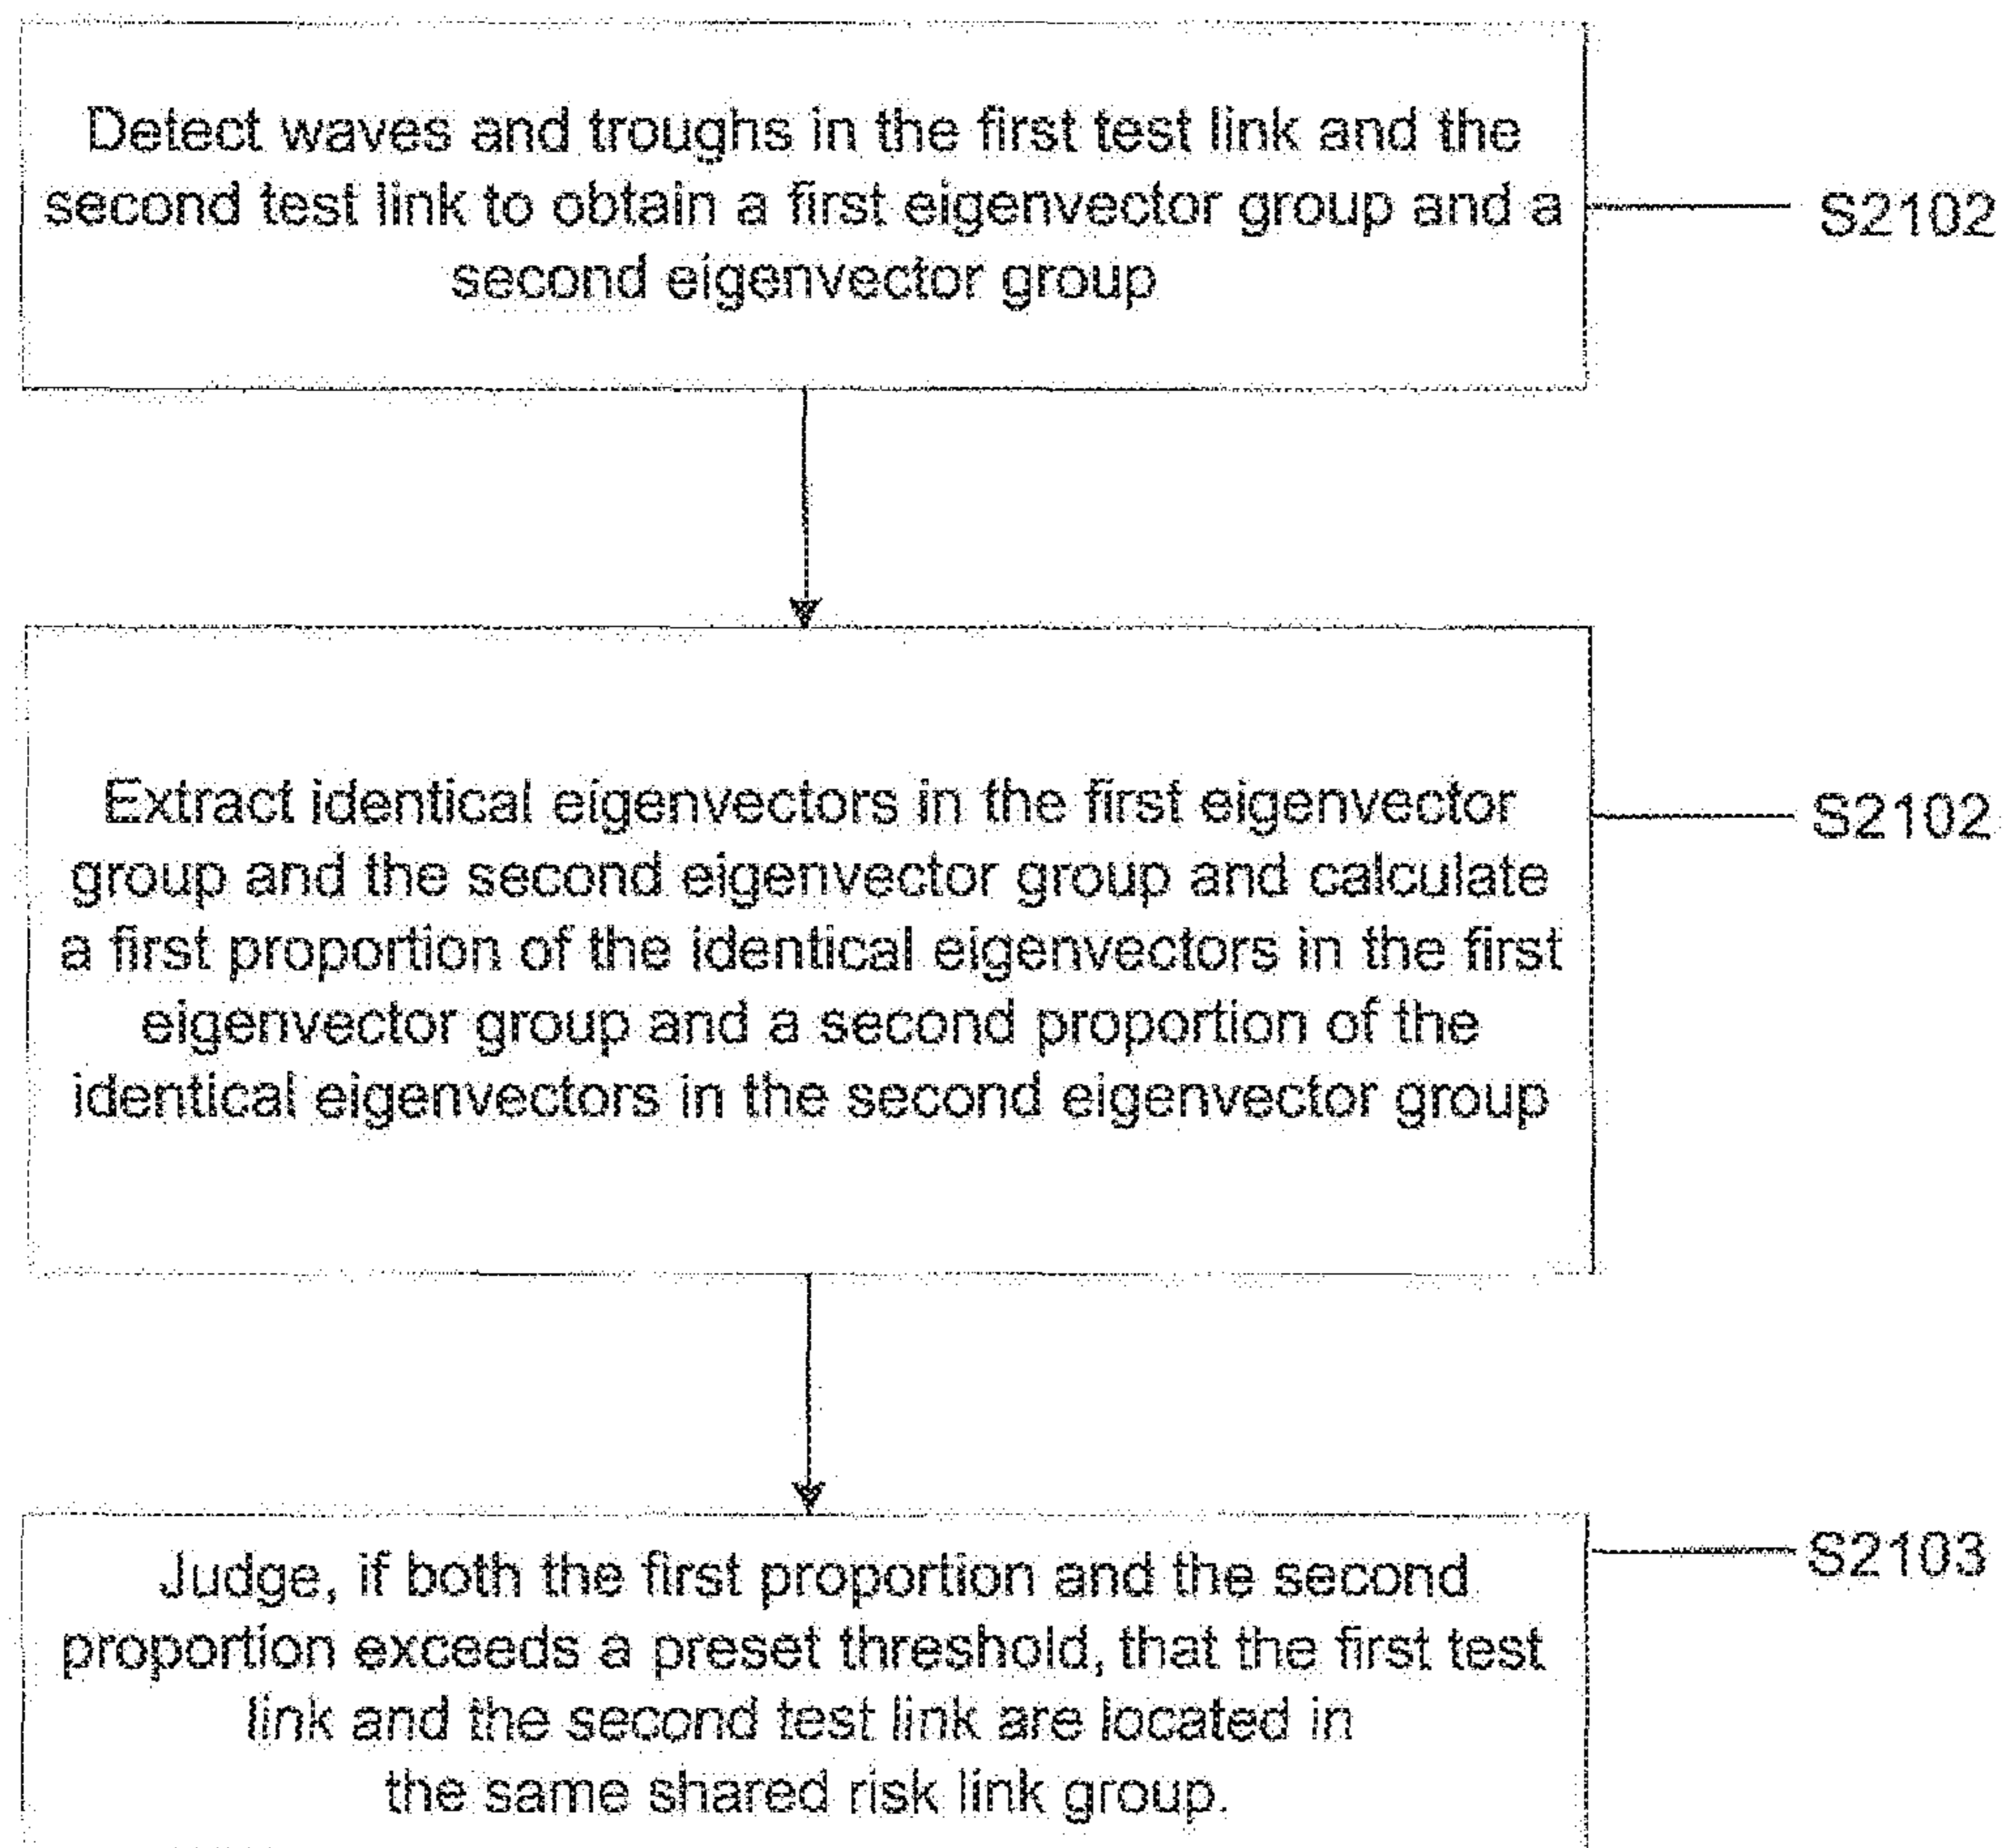 Detect waves and troughs in the first test link and the
second test link to obtain a first eigenvector group and a
second eigenvector group
S2102
Extract identical eigenvectors in the first eigenvector
group and the second eigenvector group and calculate
a first proportion of the identical eigenvectors in the first
eigenvector group and a second proportion of the
identical eigenvectors in the second eigenvector group
S2102
Judge, if both the first proportion and the second
proportion exceeds a preset threshold, that the first test
link and the second test link are located in
the same shared risk link group.
S2103